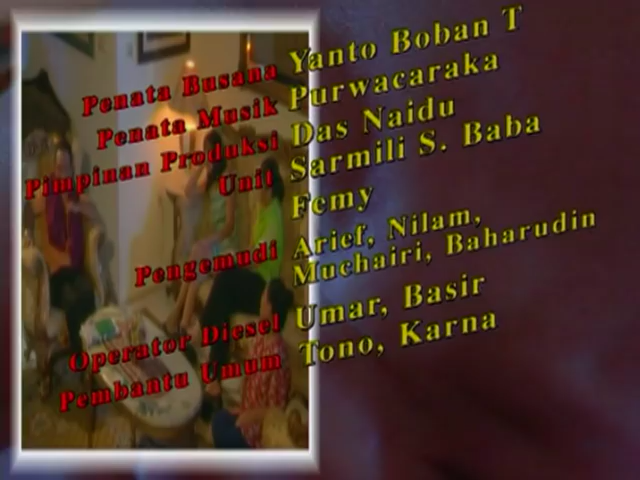 Penata Busana Yanto Boban T
Penata Musik Purwacaraka
Pimpinan Produksi Das Naidu
Unit Sarmili S. Baba
Femy
Pengemudi Arief, Nilam,
Muchairi, Baharudin
Operator Diesel Umar, Basir
Pembantu Umum Tono, Karna